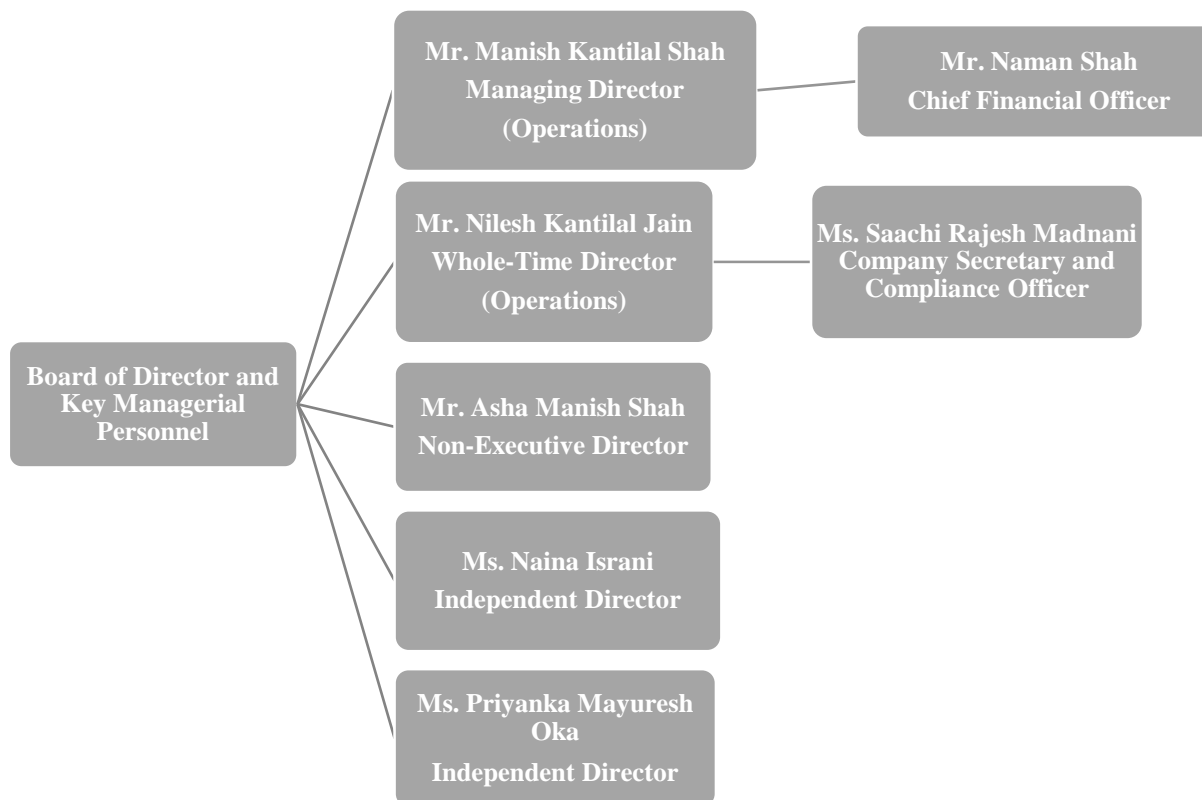 Board of Director and
Key Managerial
Personnel
Mr. Manish Kantilal Shah
Managing Director
(Operations)
Mr. Naman Shah
Chief Financial Officer
Mr. Nilesh Kantilal Jain
Whole-Time Director
(Operations)
Ms. Saachi Rajesh Madnani
Company Secretary and
Compliance Officer
Mr. Asha Manish Shah
Non-Executive Director
Ms. Naina Israni
Independent Director
Ms. Priyanka Mayuresh
Oka
Independent Director